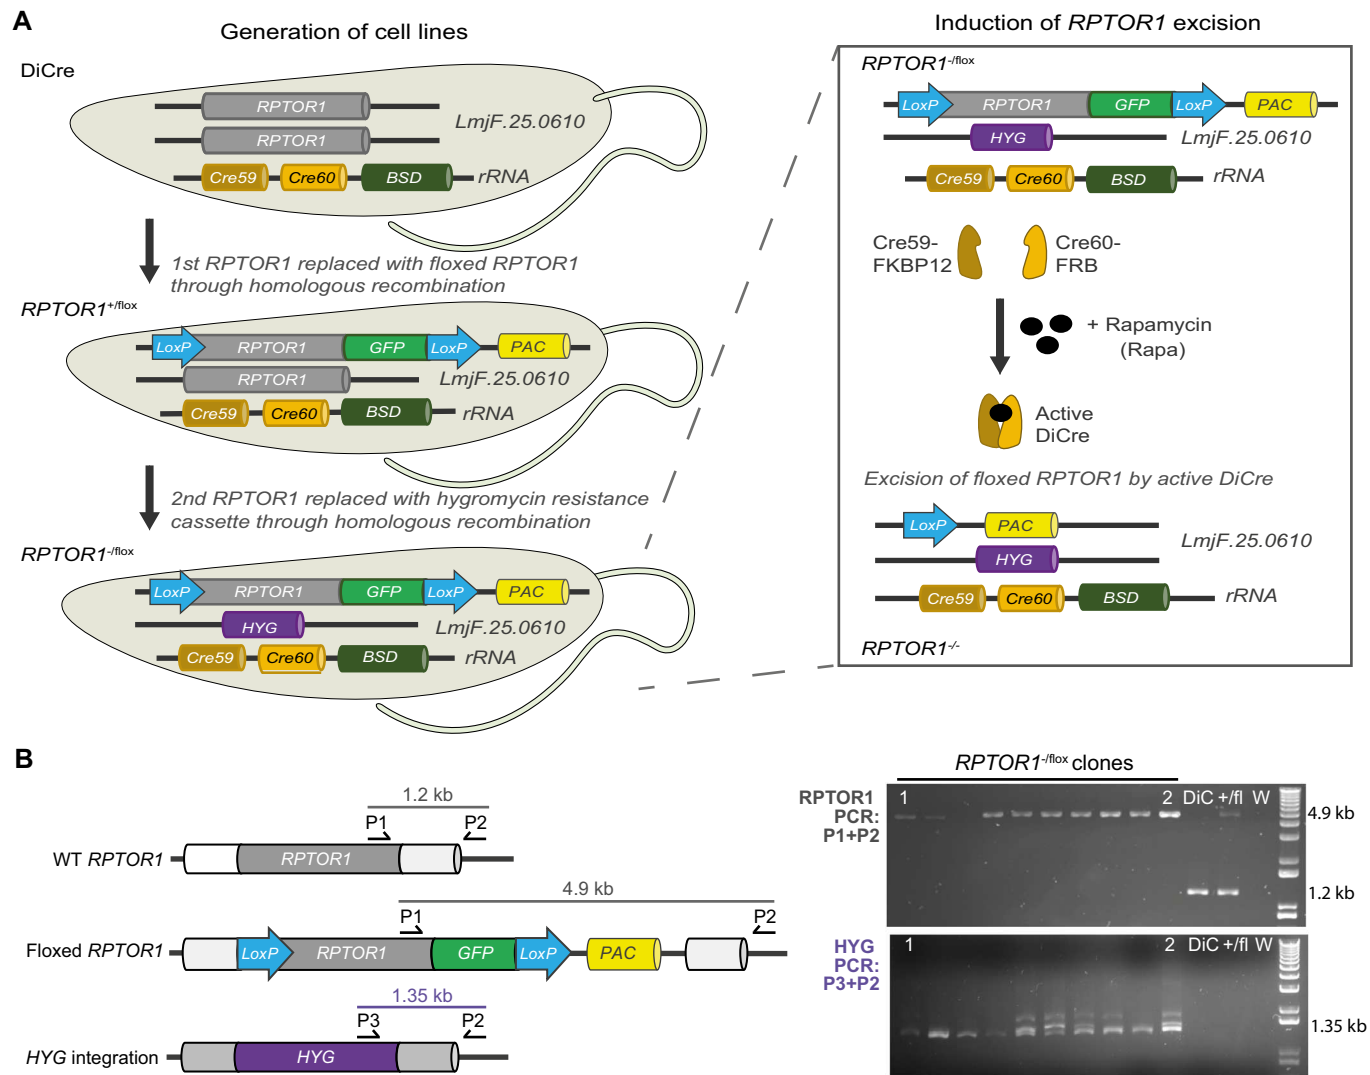 A
Generation of cell lines
DiCre
RPTOR1
RPTOR1
LmjF.25.0610
Cre59
Cre60
BSD
rRNA
1st RPTOR1 replaced with floxed RPTOR1
through homologous recombination
RPTOR1+/flox
LoxP
RPTOR1
GFP
LoxP
PAC
RPTOR1
LmjF.25.0610
Cre59
Cre60
BSD
rRNA
2nd RPTOR1 replaced with hygromycin resistance
cassette through homologous recombination
RPTOR1-/flox
LoxP
RPTOR1
GFP
LoxP
PAC
HYG
LmjF.25.0610
Cre59
Cre60
BSD
rRNA
Induction of RPTOR1 excision
RPTOR1-/flox
LoxP
RPTOR1
GFP
LoxP
PAC
HYG
LmjF.25.0610
Cre59
Cre60
BSD
rRNA
Cre59-
FKBP12
Cre60-
FRB
+ Rapamycin
(Rapa)
Active
DiCre
Excision of floxed RPTOR1 by active DiCre
LoxP
PAC
HYG
LmjF.25.0610
Cre59
Cre60
BSD
rRNA
RPTOR1-/-
B
1.2 kb
P1
P2
WT RPTOR1
RPTOR1
4.9 kb
P1
P2
Floxed RPTOR1
LoxP
RPTOR1
GFP
LoxP
PAC
1.35 kb
P3
P2
HYG integration
HYG
RPTOR1-/flox clones
RPTOR1
PCR:
P1+P2
1
2 DiC +/fl W
4.9 kb
1.2 kb
HYG
PCR:
P3+P2
1
2 DiC +/fl W
1.35 kb